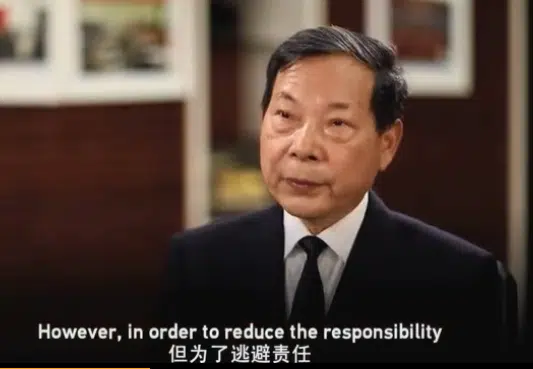 However, in order to reduce the responsibility
但为了逃避责任